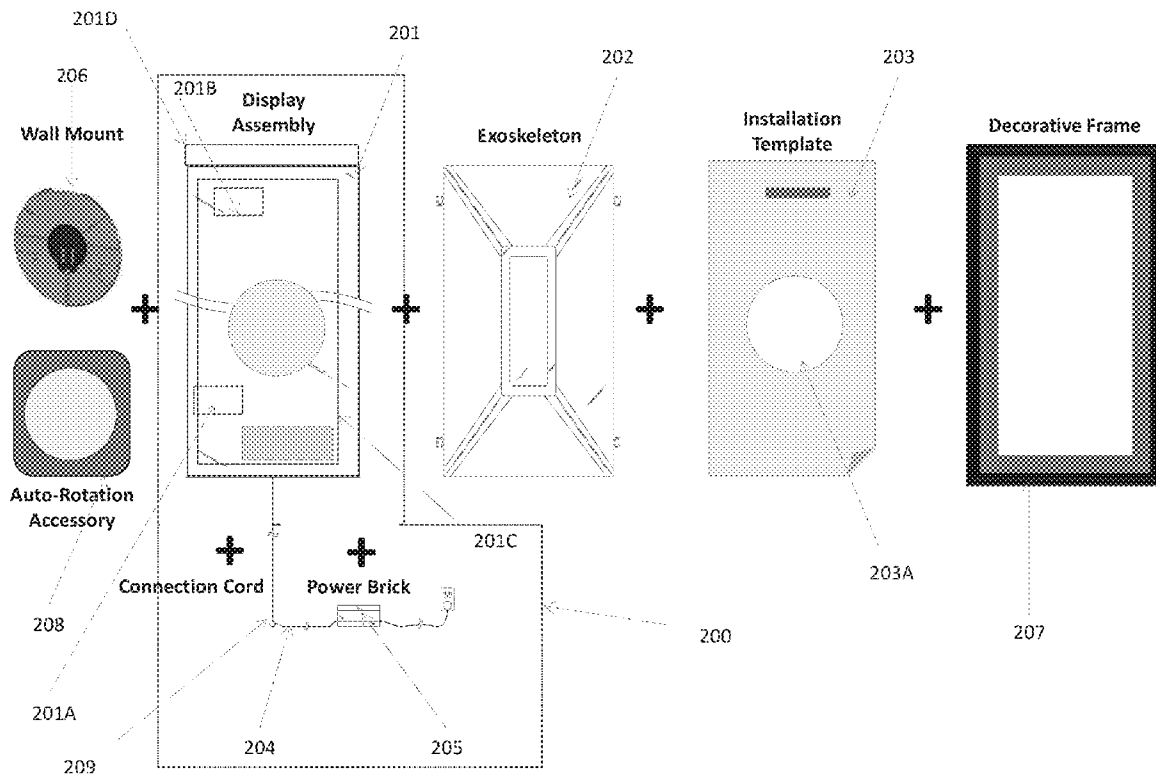 201D
201
202
203
206
201B
Display
Assembly
Wall Mount
Exoskeleton
Installation
Template
Decorative Frame
Auto-Rotation
Accessory
201C
203A
Connection Cord
Power Brick
208
200
207
201A
204
205
209